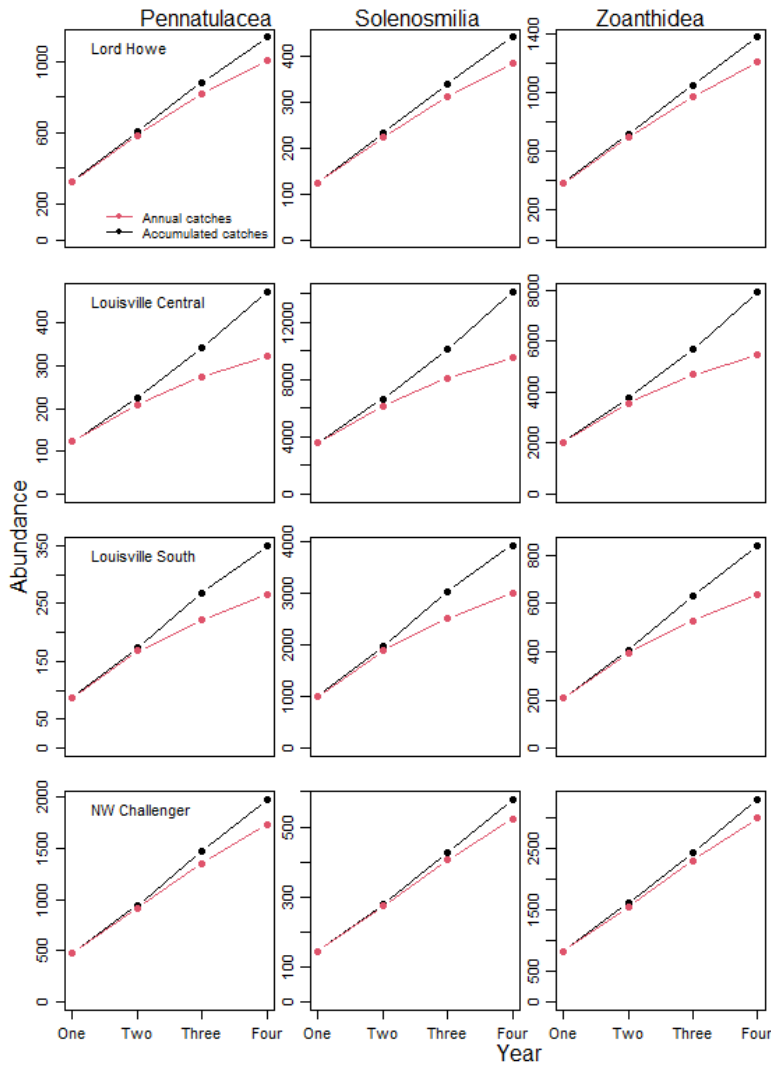 Pennatulacea Solenosmilia Zoanthidea
Lord Howe
Annual catches
Accumulated catches
0 200 600 1000
0 100 200 300 400
0 200 600 1000 1400
Louisville Central
0 100 200 300 400
0 4000 8000 12000
0 2000 4000 6000 8000
Louisville South
0 50 150 250 350
0 1000 2000 3000 4000
0 200 400 600 800
NW Challenger
0 500 1000 1500 2000
0 100 300 500
0 500 1500 2500
Abundance
One Two Three Four One Two Three Four One Two Three Four
Year